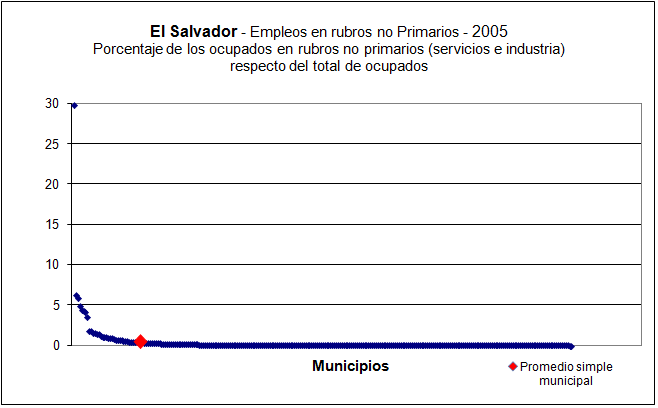 El Salvador - Empleos en rubros no Primarios - 2005
Porcentaje de los ocupados en rubros no primarios (servicios e industria)
respecto del total de ocupados
30
25
20
15
10
5
0
Municipios
Promedio simple
municipal